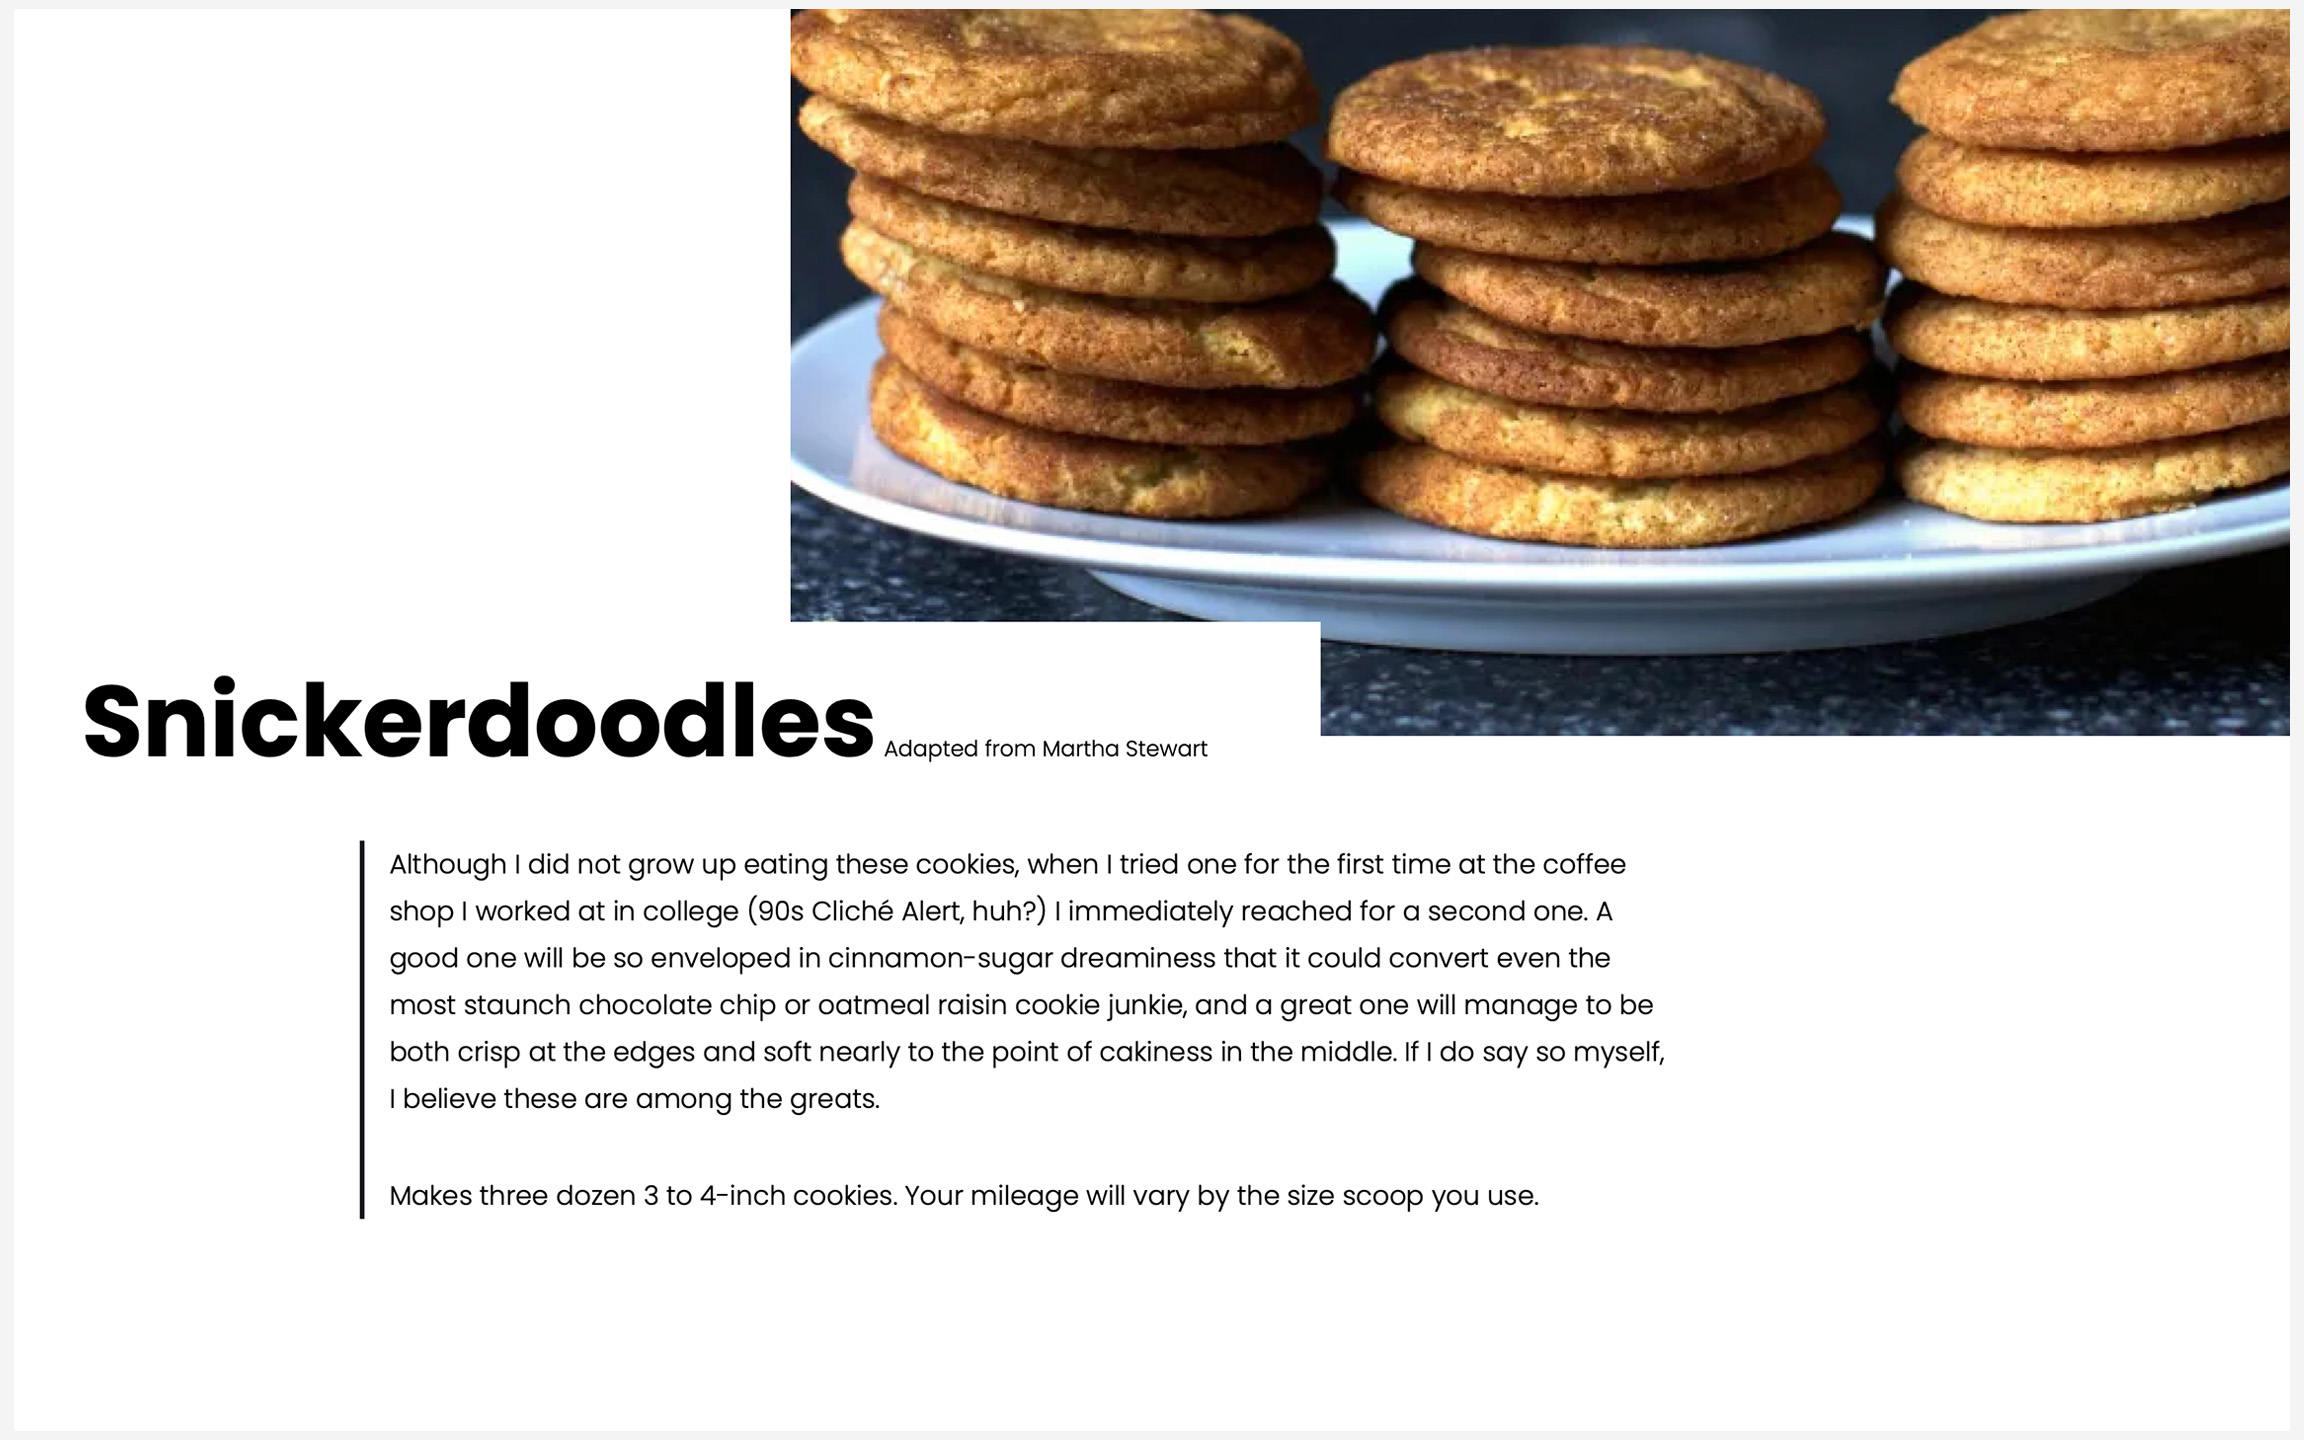 Snickerdoodles Adapted from Martha Stewart
Although I did not grow up eating these cookies, when I tried one for the first time at the coffee
shop I worked at in college (90s Cliché Alert, huh?) I immediately reached for a second one. A
good one will be so enveloped in cinnamon-sugar dreaminess that it could convert even the
most staunch chocolate chip or oatmeal raisin cookie junkie, and a great one will manage to be
both crisp at the edges and soft nearly to the point of cakiness in the middle. If I do say so myself,
I believe these are among the greats.
Makes three dozen 3 to 4-inch cookies. Your mileage will vary by the size scoop you use.